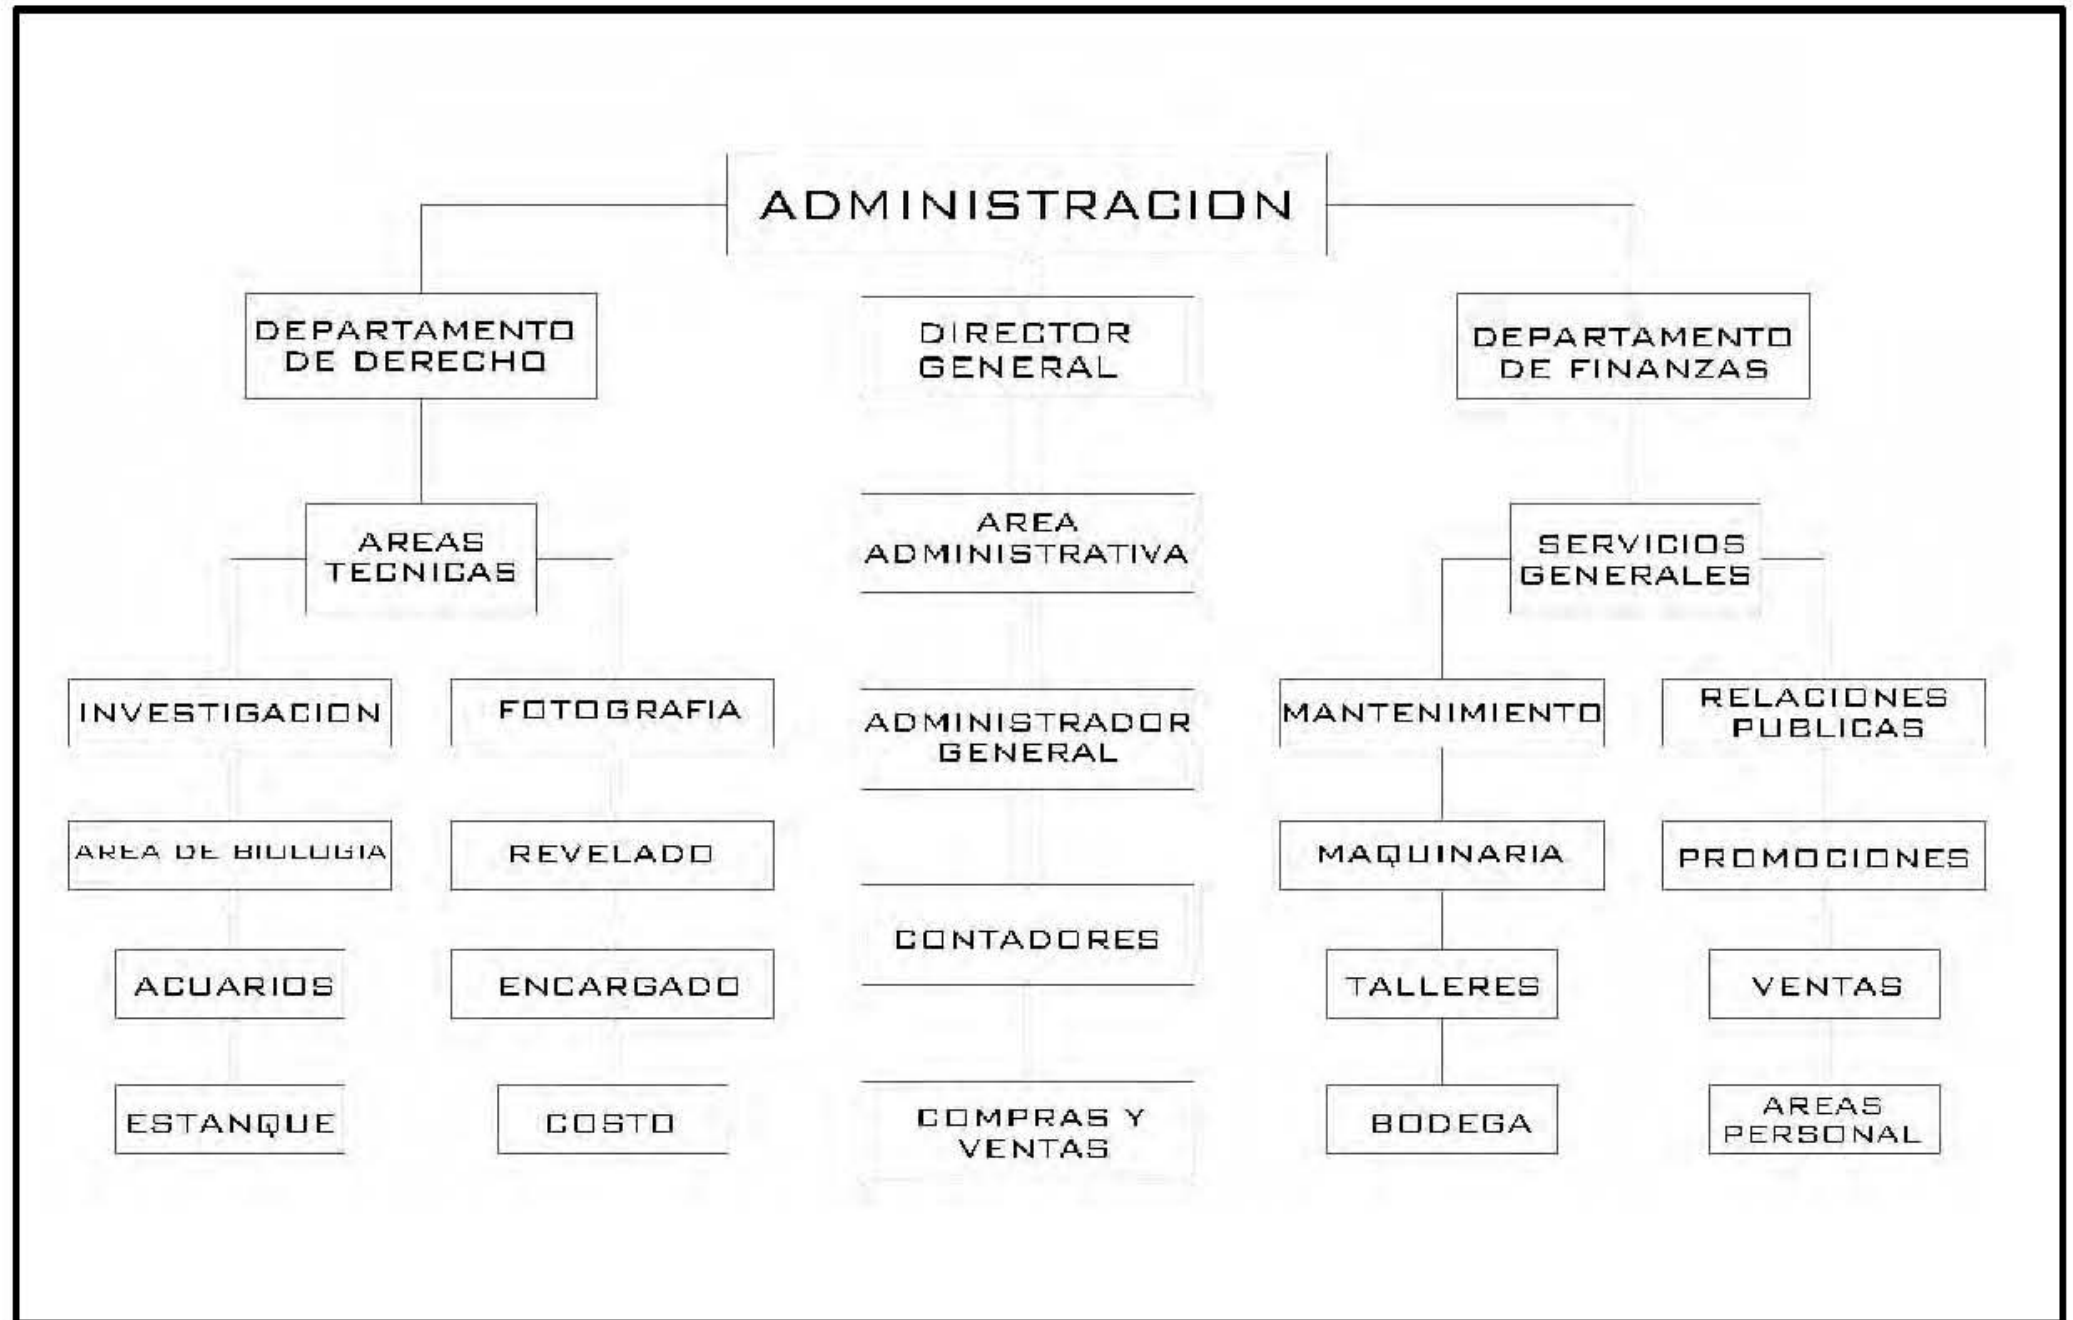 ADMINISTRACION
DEPARTAMENTO
DE DERECHO
DIRECTOR
GENERAL
DEPARTAMENTO
DE FINANZAS
AREAS
TECNICAS
AREA
ADMINISTRATIVA
SERVICIOS
GENERALES
INVESTIGACION
FOTOGRAFIA
ADMINISTRADOR
GENERAL
MANTENIMIENTO
RELACIONES
PUBLICAS
AREA DE BIOLOGIA
REVELADO
CONTADORES
MAQUINARIA
PROMOCIONES
ACUARIOS
ENCARGADO
TALLERES
VENTAS
ESTANQUE
COSTO
COMPRAS Y
VENTAS
BODEGA
AREAS
PERSONAL